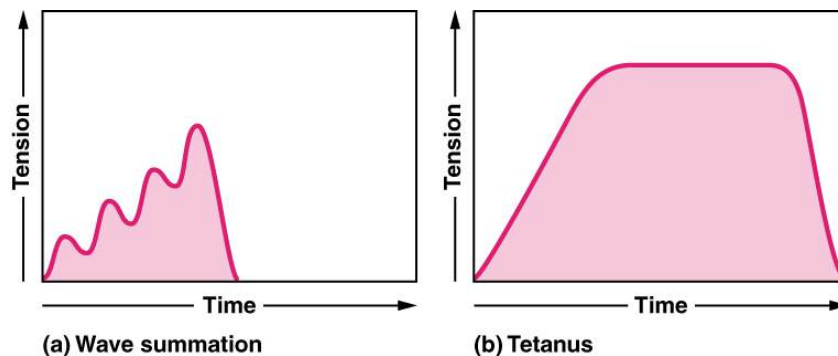 Tension
Time
(a) Wave summation
Tension
Time
(b) Tetanus